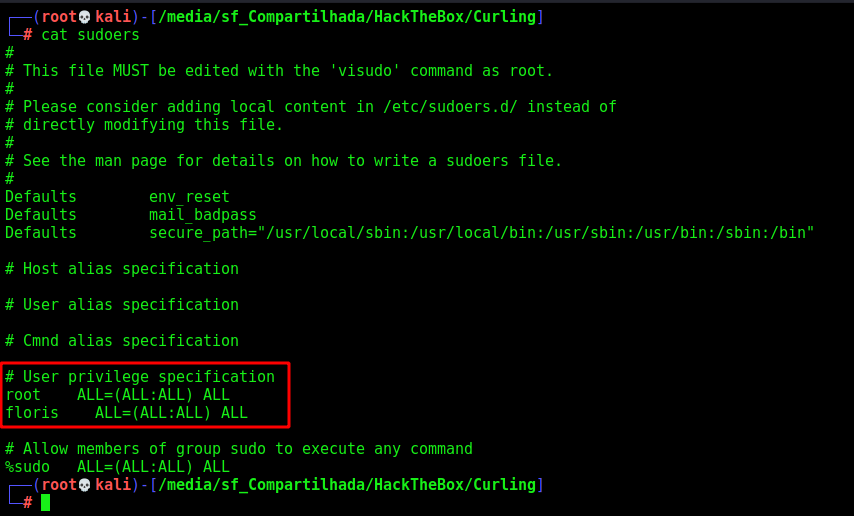 ┌──(root💀kali)-[/media/sf_Compartilhada/HackTheBox/Curling]
└─# cat sudoers
#
# This file MUST be edited with the 'visudo' command as root.
#
# Please consider adding local content in /etc/sudoers.d/ instead of
# directly modifying this file.
#
# See the man page for details on how to write a sudoers file.
#
Defaults        env_reset
Defaults        mail_badpass
Defaults        secure_path="/usr/local/sbin:/usr/local/bin:/usr/sbin:/usr/bin:/sbin:/bin"

# Host alias specification

# User alias specification

# Cmnd alias specification

# User privilege specification
root    ALL=(ALL:ALL) ALL
floris    ALL=(ALL:ALL) ALL

# Allow members of group sudo to execute any command
%sudo   ALL=(ALL:ALL) ALL
┌──(root💀kali)-[/media/sf_Compartilhada/HackTheBox/Curling]
└─#